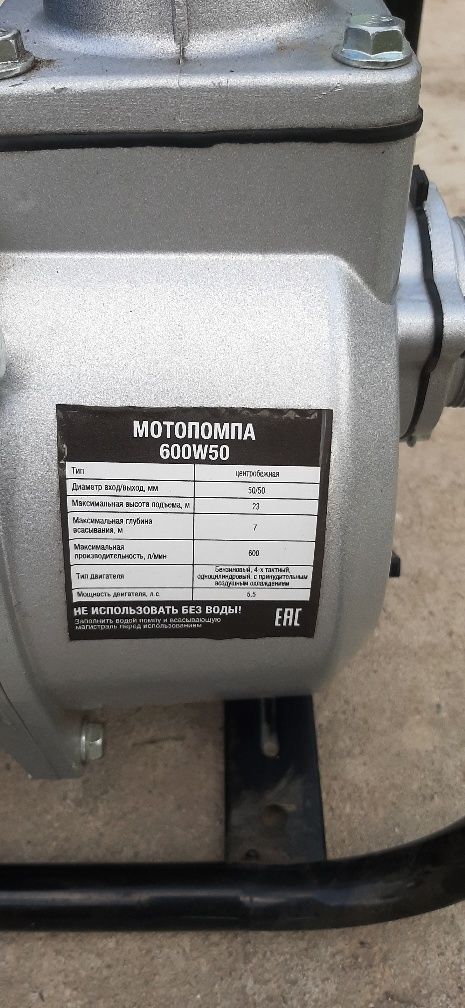 МОТОПОМПА
600W50
Тип центробежная
Диаметр вход/выход, мм 50/50
Максимальная высота подъема, м 23
Максимальная глубина
всасывания, м 7
Максимальная
производительность, л/мин 600
Тип двигателя Бензиновый, 4-х тактный,
одноцилиндровый, с принудительным
воздушным охлаждением
Мощность двигателя, л.с. 5.5
НЕ ИСПОЛЬЗОВАТЬ БЕЗ ВОДЫ!
Заполнить водой помпу и всасывающую
магистраль перед использованием
EAC